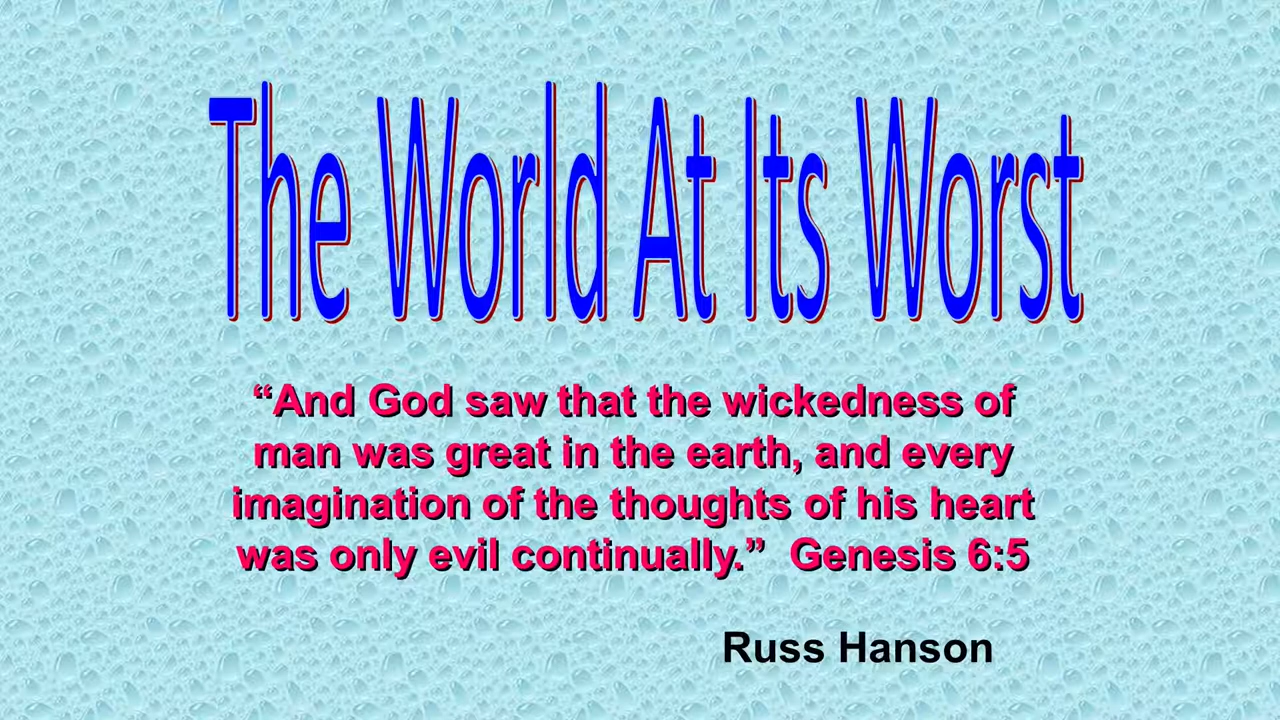 The World At Its Worst
“And God saw that the wickedness of
man was great in the earth, and every
imagination of the thoughts of his heart
was only evil continually.”  Genesis 6:5
Russ Hanson